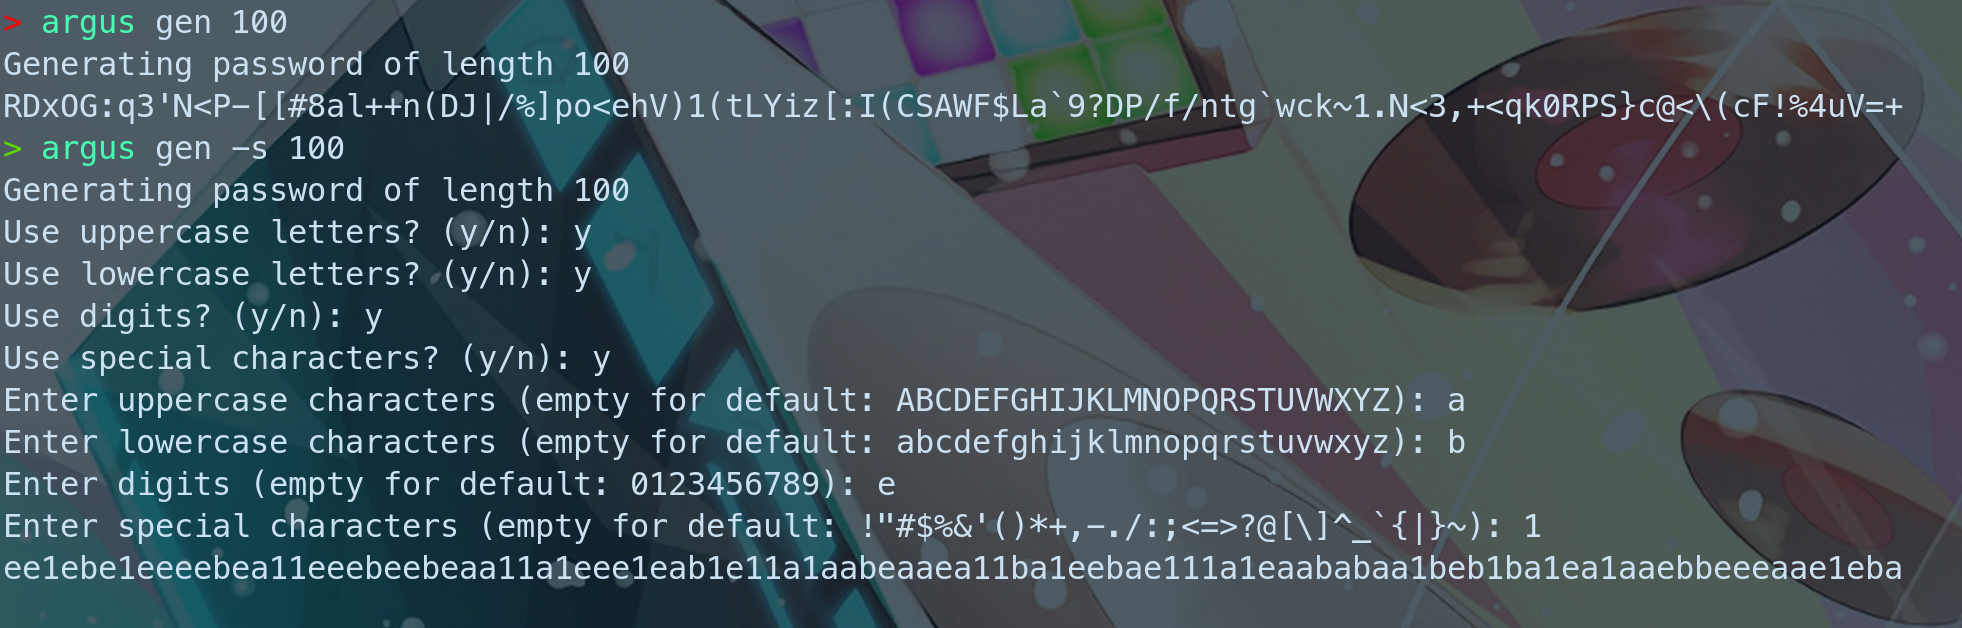 > argus gen 100
Generating password of length 100
RDxOG:q3'N<P-[[#8al++n(DJ|/%]po<ehV)1(tLYiz[:I(CSAWF$La`9?DP/f/ntg`wck~1.N<3,+<qk0RPS}c@<\(cF!%4uV=+
> argus gen -s 100
Generating password of length 100
Use uppercase letters? (y/n): y
Use lowercase letters? (y/n): y
Use digits? (y/n): y
Use special characters? (y/n): y
Enter uppercase characters (empty for default: ABCDEFGHIJKLMNOPQRSTUVWXYZ): a
Enter lowercase characters (empty for default: abcdefghijklmnopqrstuvwxyz): b
Enter digits (empty for default: 0123456789): e
Enter special characters (empty for default: !"#$%&'()*+,-./:;<=>?@[\]^_`{|}~): 1
ee1ebe1eeeebea11eeebeebeaa11a1eee1eab1e11a1aabeaaea11ba1eebae111a1eaababaa1beb1ba1ea1aaebbeeeaae1eba